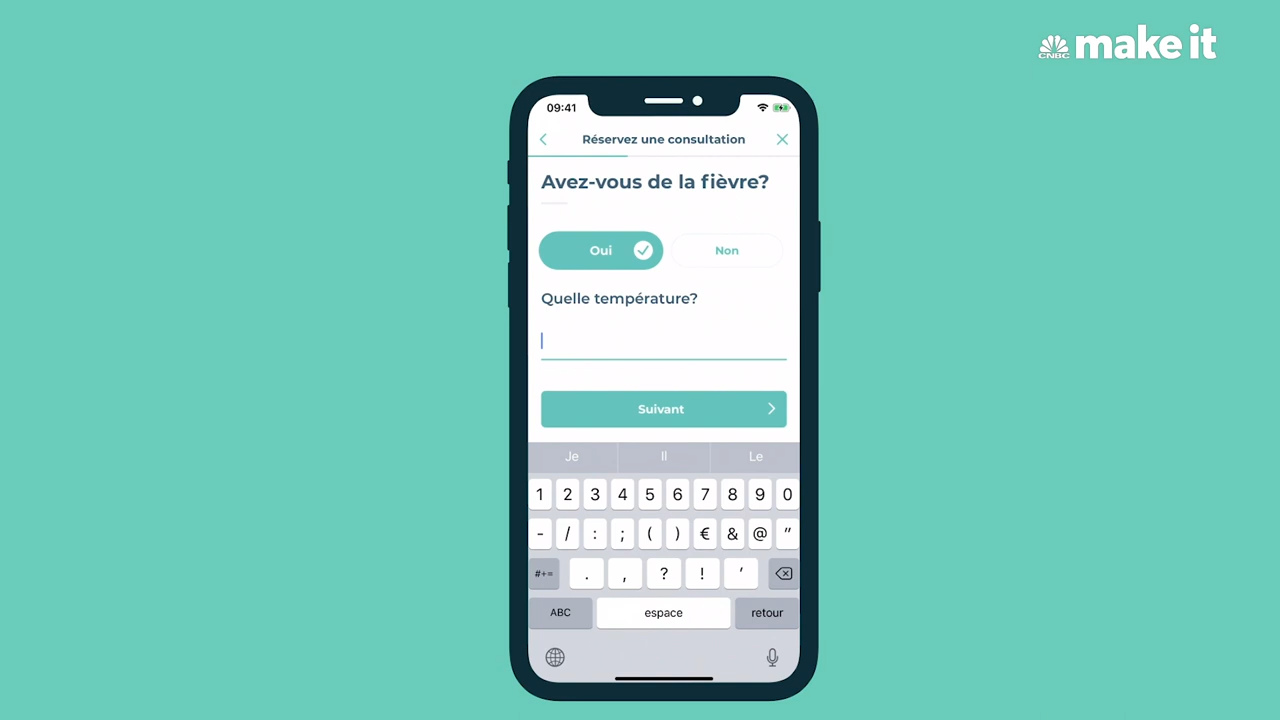 CNBC make it
09:41
Réservez une consultation
Avez-vous de la fièvre?
Oui
Non
Quelle température?
Suivant
Je Il Le
1 2 3 4 5 6 7 8 9 0
- / : ; ( ) € & @ "
#+= . , ? ! '
ABC espace retour